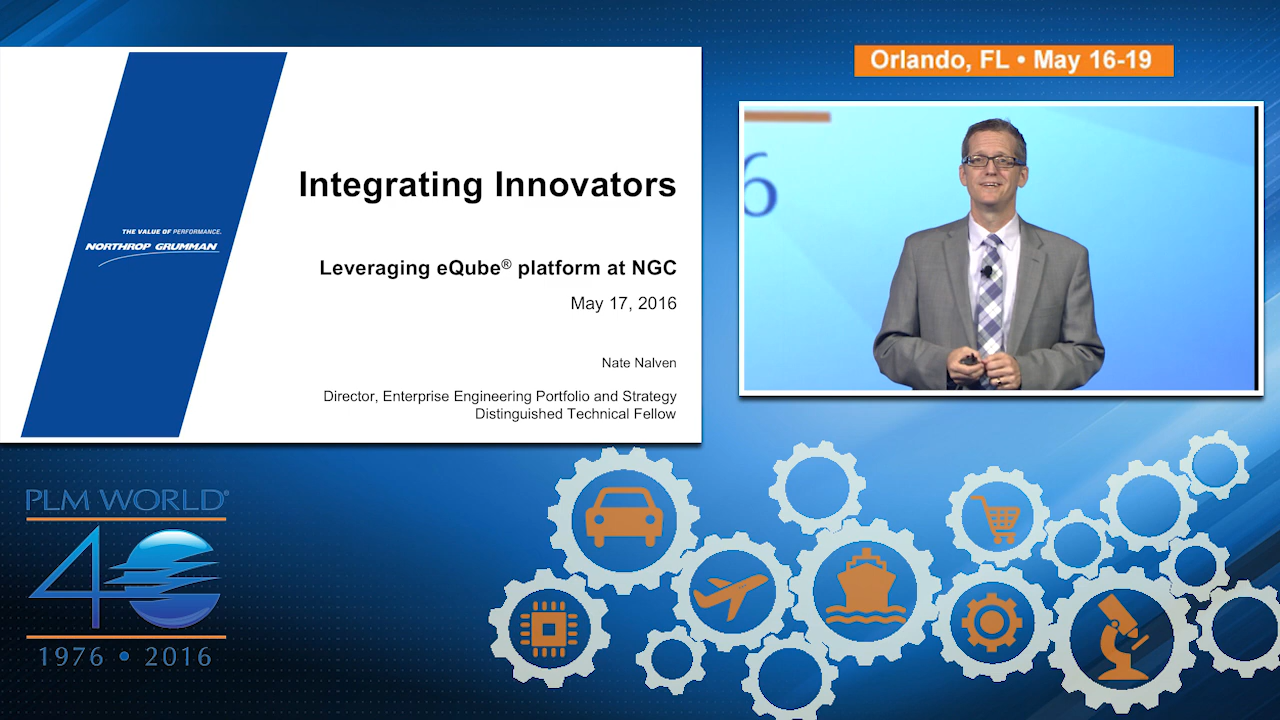 Orlando, FL • May 16-19
Integrating Innovators
THE VALUE OF PERFORMANCE.
NORTHROP GRUMMAN
Leveraging eQube® platform at NGC
May 17, 2016
Nate Nalven
Director, Enterprise Engineering Portfolio and Strategy
Distinguished Technical Fellow
6
PLM WORLD®
40
1976 • 2016